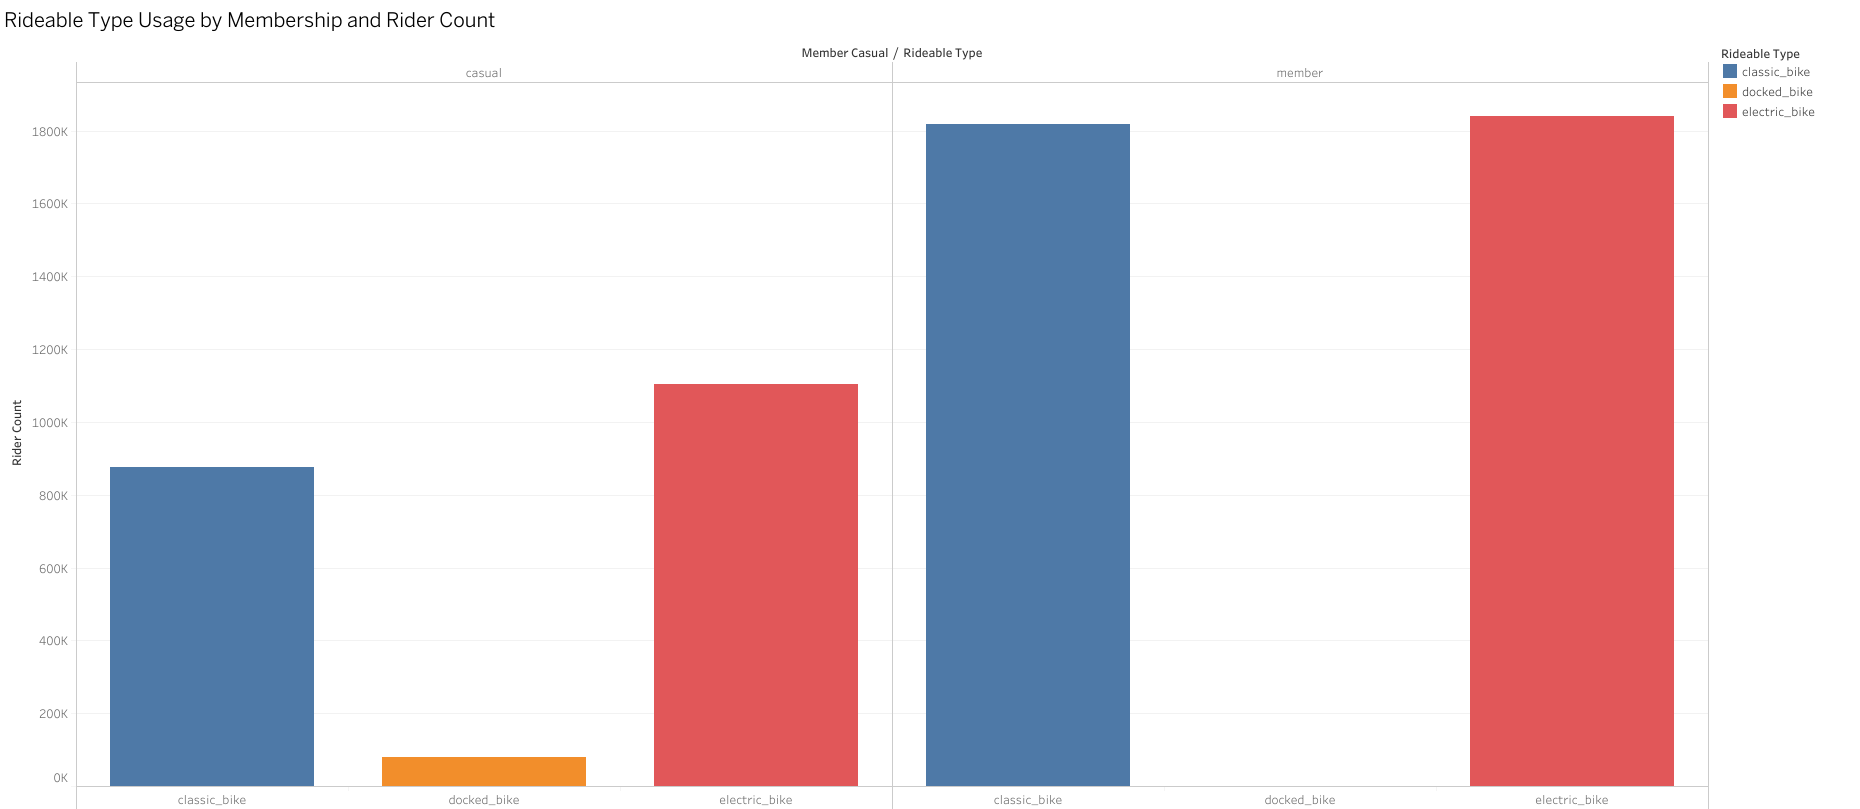 Rideable Type Usage by Membership and Rider Count
Member Casual / Rideable Type
casual
member
Rideable Type
classic_bike
docked_bike
electric_bike
Rider Count
1800K
1600K
1400K
1200K
1000K
800K
600K
400K
200K
0K
classic_bike
docked_bike
electric_bike
classic_bike
docked_bike
electric_bike